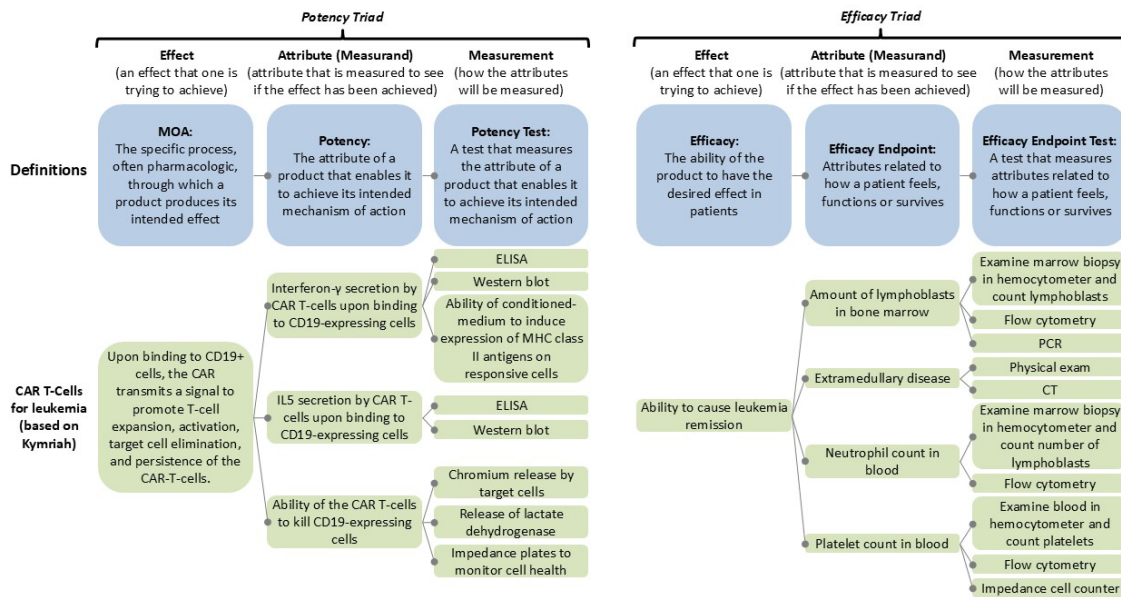 Potency Triad
Effect
(an effect that one is
trying to achieve)
Attribute (Measurand)
(attribute that is measured to see
if the effect has been achieved)
Measurement
(how the attributes
will be measured)
Efficacy Triad
Effect
(an effect that one is
trying to achieve)
Attribute (Measurand)
(attribute that is measured to see
if the effect has been achieved)
Measurement
(how the attributes
will be measured)
Definitions
MOA:
The specific process,
often pharmacologic,
through which a
product produces its
intended effect
Potency:
The attribute of a
product that enables it
to achieve its intended
mechanism of action
Potency Test:
A test that measures
the attribute of a
product that enables it
to achieve its intended
mechanism of action
Efficacy:
The ability of the
product to have the
desired effect in
patients
Efficacy Endpoint:
Attributes related to
how a patient feels,
functions or survives
Efficacy Endpoint Test:
A test that measures
attributes related to
how a patient feels,
functions or survives
CAR T-Cells
for leukemia
(based on
Kymriah)
Upon binding to CD19+
cells, the CAR
transmits a signal to
promote T-cell
expansion, activation,
target cell elimination,
and persistence of the
CAR-T-cells.
Interferon-γ secretion by
CAR T-cells upon binding
to CD19-expressing cells
ELISA
Western blot
Ability of conditioned-
medium to induce
expression of MHC class
II antigens on
responsive cells
IL5 secretion by CAR T-
cells upon binding to
CD19-expressing cells
ELISA
Western blot
Ability of the CAR T-cells
to kill CD19-expressing
cells
Chromium release by
target cells
Release of lactate
dehydrogenase
Impedance plates to
monitor cell health
Ability to cause leukemia
remission
Amount of lymphoblasts
in bone marrow
Examine marrow biopsy
in hemocytometer and
count lymphoblasts
Flow cytometry
PCR
Extramedullary disease
Physical exam
CT
Neutrophil count in
blood
Examine marrow biopsy
in hemocytometer and
count number of
lymphoblasts
Flow cytometry
Platelet count in blood
Examine blood in
hemocytometer and
count platelets
Flow cytometry
Impedance cell counter